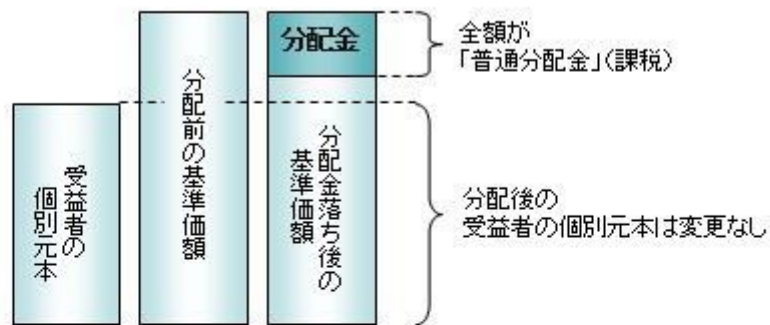 受益者の
個別元本
分配前の基準価額
分配金
分配金落ち後の
基準価額
全額が
「普通分配金」(課税)
分配後の
受益者の個別元本は変更なし